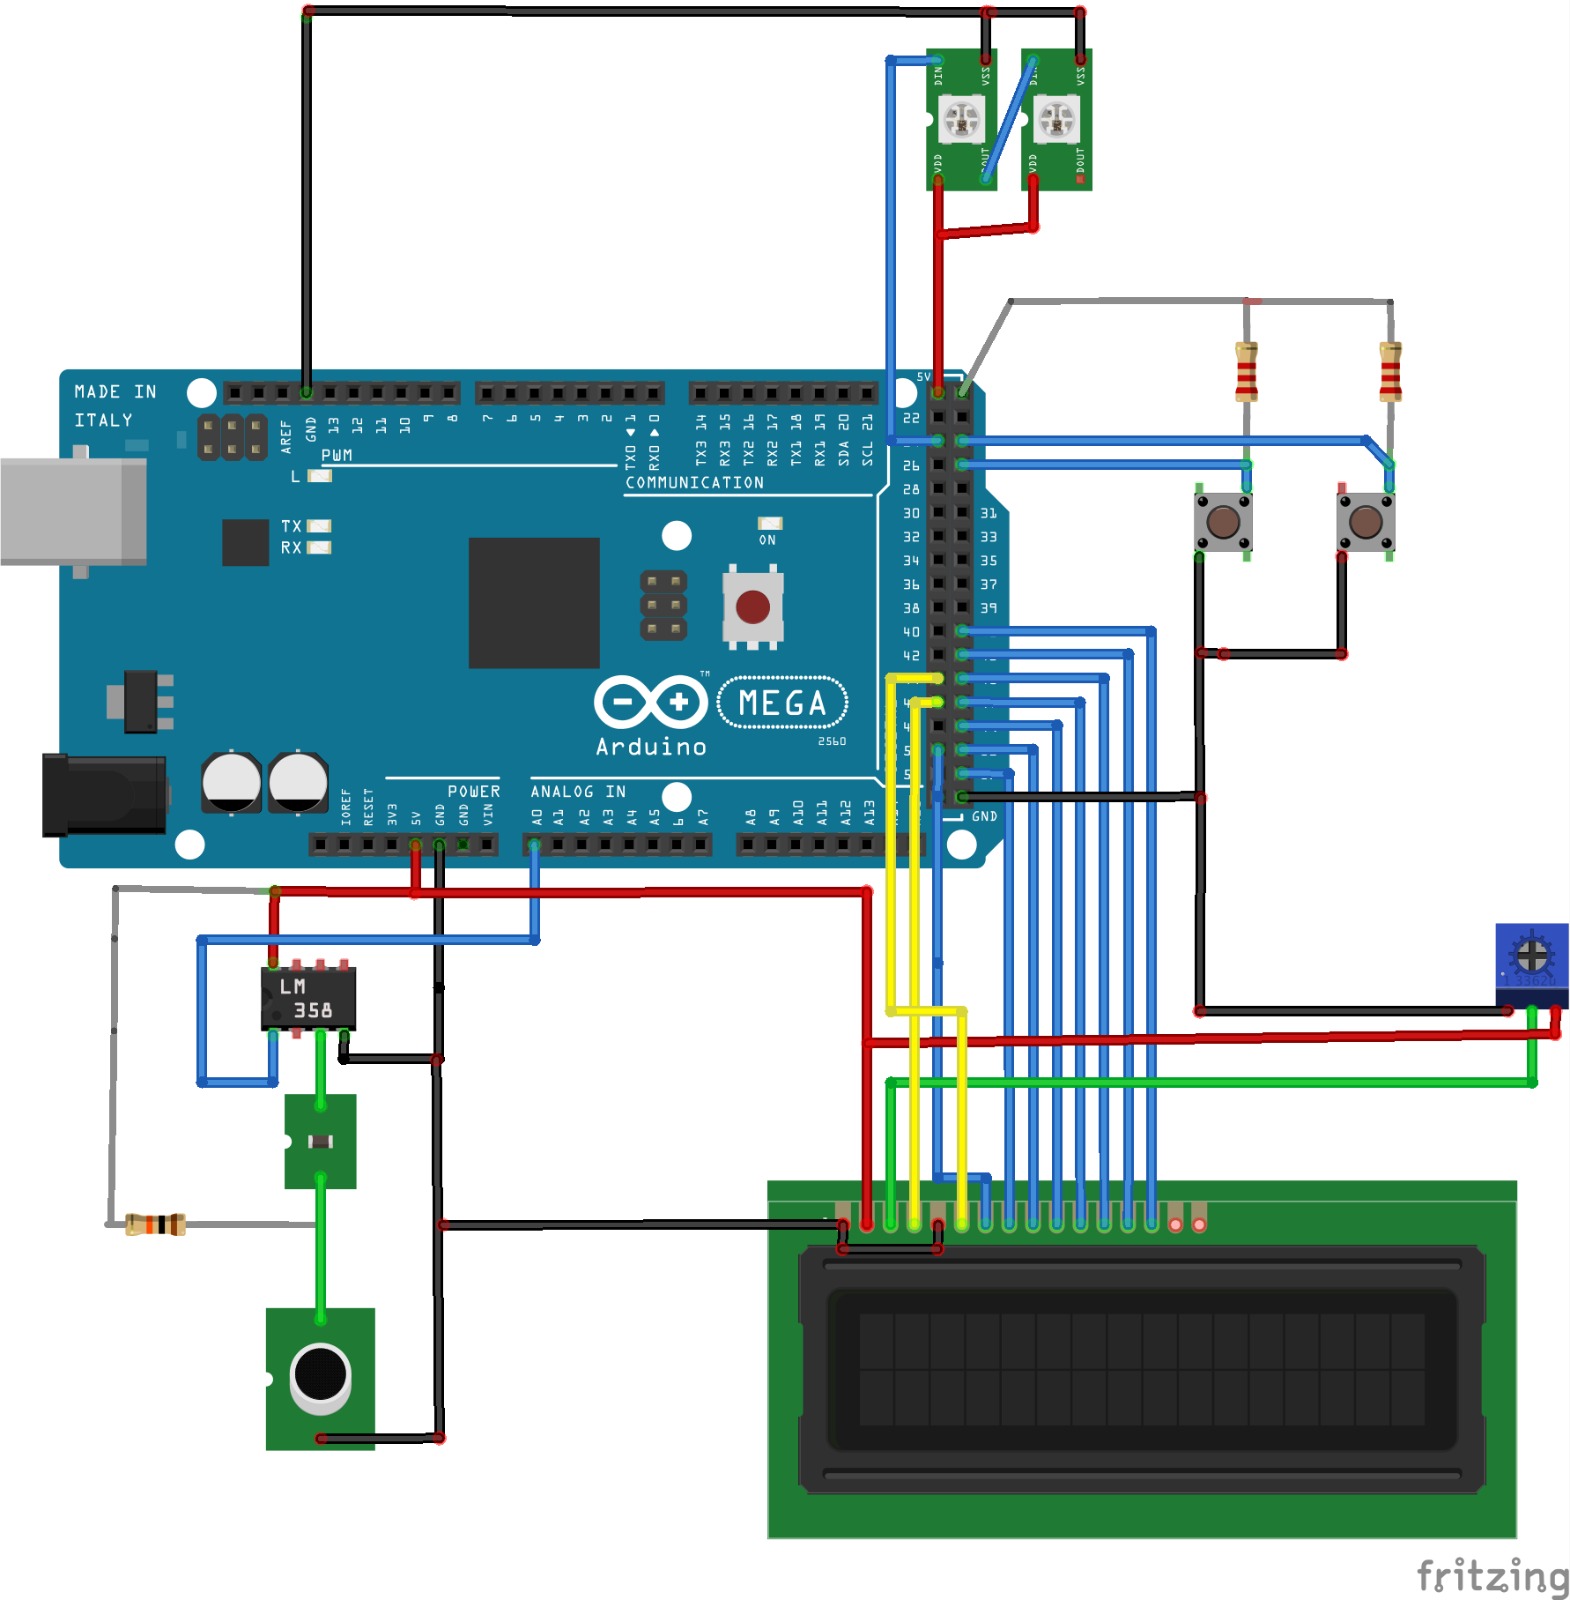 DIN
VSS
DIN
VSS
VDD
VDD
DOUT
MADE IN
ITALY
AREF
GND
13
12
11
10
9
8
7
6
5
4
3
2
TX0 ◄ 1
RX0 ► 0
TX3 14
RX3 15
TX2 16
RX2 17
TX1 18
RX1 19
SDA 20
SCL 21
5V
22
26
28
30
31
32
33
34
35
36
37
38
39
40
42
PWM
L
COMMUNICATION
TX
RX
ON
™
MEGA
Arduino
2560
POWER
ANALOG IN
IOREF
RESET
3V3
5V
GND
GND
VIN
A0
A1
A2
A3
A4
A5
6
A7
A8
A9
A10
A11
A12
A13
GND
LM
358
fritzing